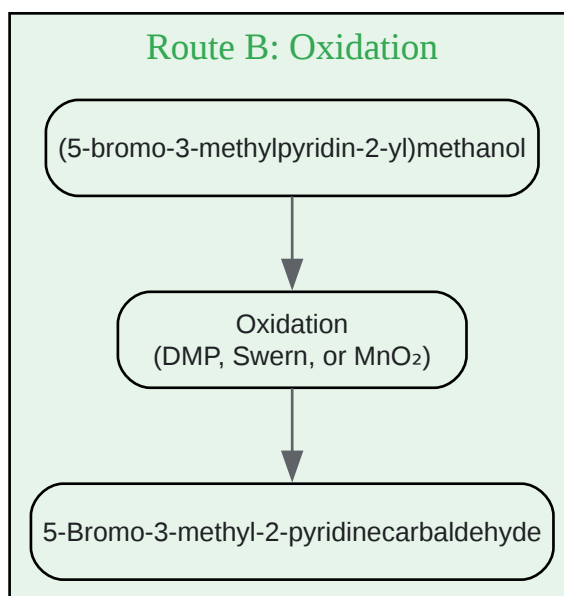 Route B: Oxidation
(5-bromo-3-methylpyridin-2-yl)methanol
Oxidation
(DMP, Swern, or MnO₂)
5-Bromo-3-methyl-2-pyridinecarbaldehyde